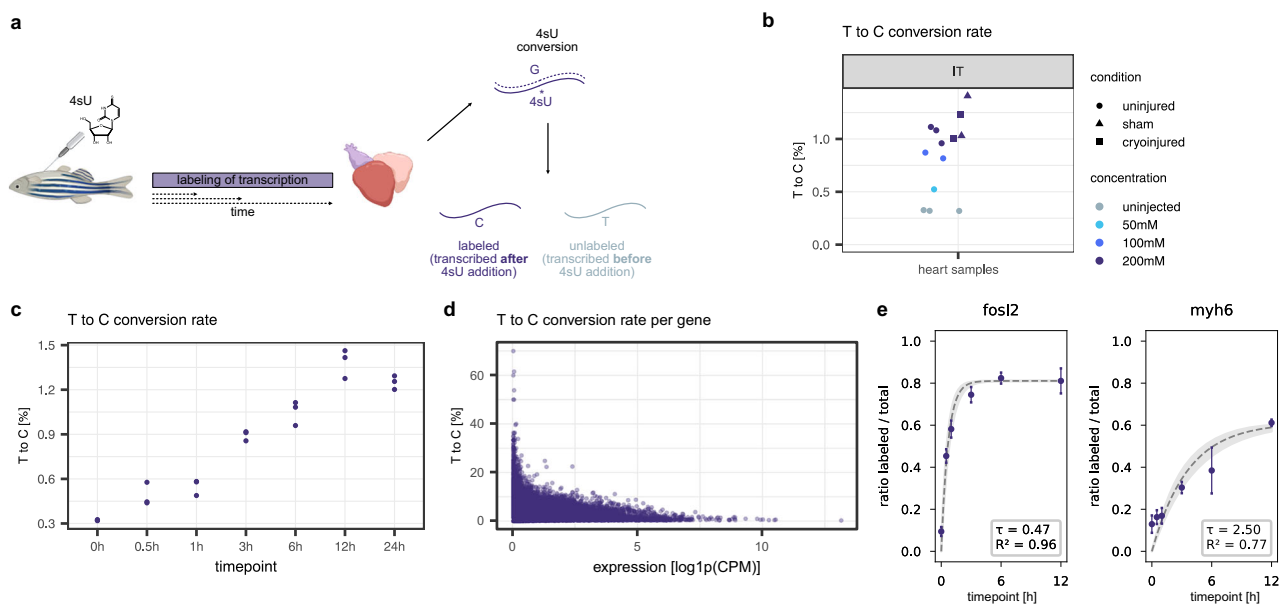 a
4sU
labeling of transcription
time
4sU
conversion
G
*
4sU
C
T
labeled
(transcribed after
4sU addition)
unlabeled
(transcribed before
4sU addition)
b
T to C conversion rate
IT
T to C [%]
1.0
0.5
0.0
heart samples
condition
uninjured
sham
cryoinjured
concentration
uninjected
50mM
100mM
200mM
c
T to C conversion rate
T to C [%]
1.5
1.2
0.9
0.6
0.3
0h 0.5h 1h 3h 6h 12h 24h
timepoint
d
T to C conversion rate per gene
T to C [%]
60
40
20
0
0 5 10
expression [log1p(CPM)]
e
fosl2
ratio labeled / total
1.0
0.8
0.6
0.4
0.2
0.0
τ = 0.47
R² = 0.96
0 6 12
timepoint [h]
myh6
ratio labeled / total
1.0
0.8
0.6
0.4
0.2
0.0
τ = 2.50
R² = 0.77
0 6 12
timepoint [h]